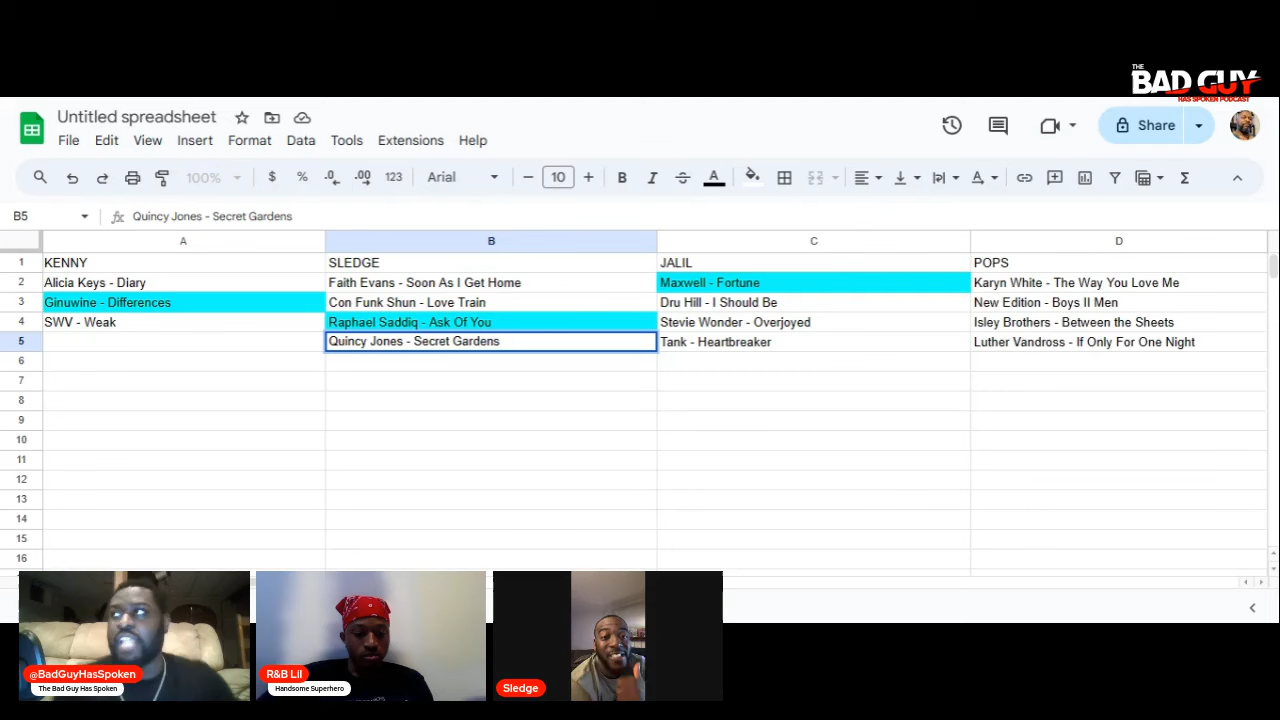 THE
BAD GUY
HAS SPOKEN PODCAST
Untitled spreadsheet
File Edit View Insert Format Data Tools Extensions Help
Share
100% $ % .0 .00 123 Arial 10 B I S A Σ
B5 fx Quincy Jones - Secret Gardens
A B C D
1 KENNY SLEDGE JALIL POPS
2 Alicia Keys - Diary Faith Evans - Soon As I Get Home Maxwell - Fortune Karyn White - The Way You Love Me
3 Ginuwine - Differences Con Funk Shun - Love Train Dru Hill - I Should Be New Edition - Boys II Men
4 SWV - Weak Raphael Saddiq - Ask Of You Stevie Wonder - Overjoyed Isley Brothers - Between the Sheets
5 Quincy Jones - Secret Gardens Tank - Heartbreaker Luther Vandross - If Only For One Night
6
7
8
9
10
11
12
13
14
15
16
@BadGuyHasSpoken
The Bad Guy Has Spoken
R&B Lil
Handsome Superhero
Sledge